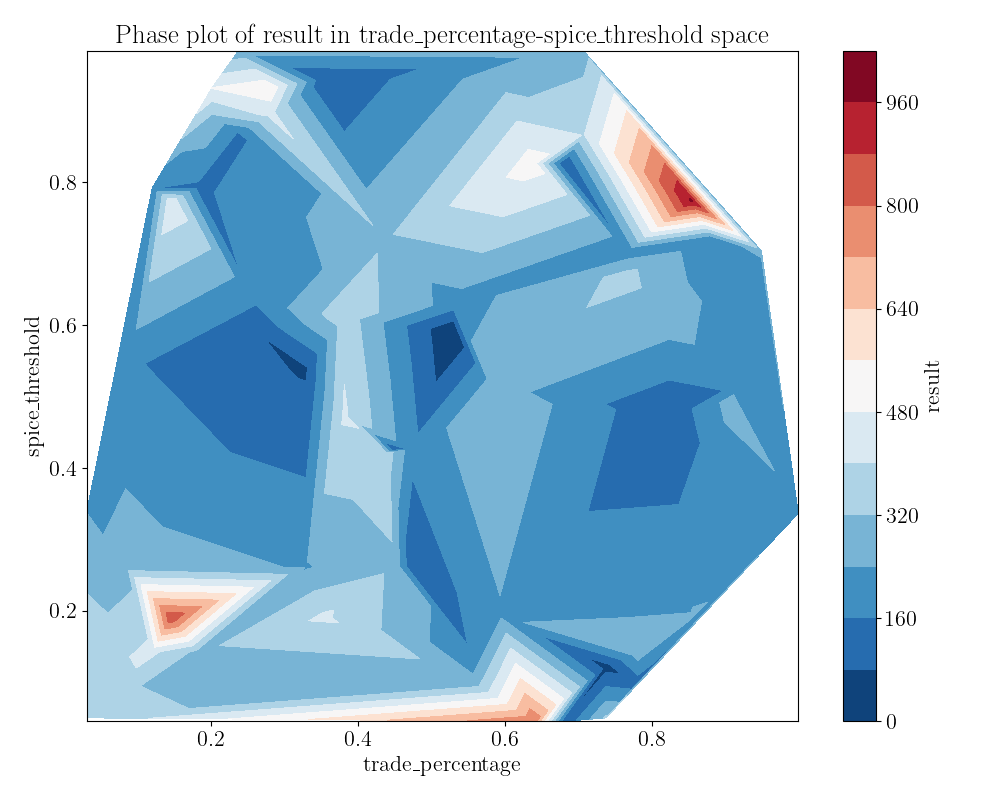 Phase plot of result in trade_percentage-spice_threshold space
spice_threshold
0.8
0.6
0.4
0.2
0.2 0.4 0.6 0.8
trade_percentage
960
800
640
480
320
160
0
result